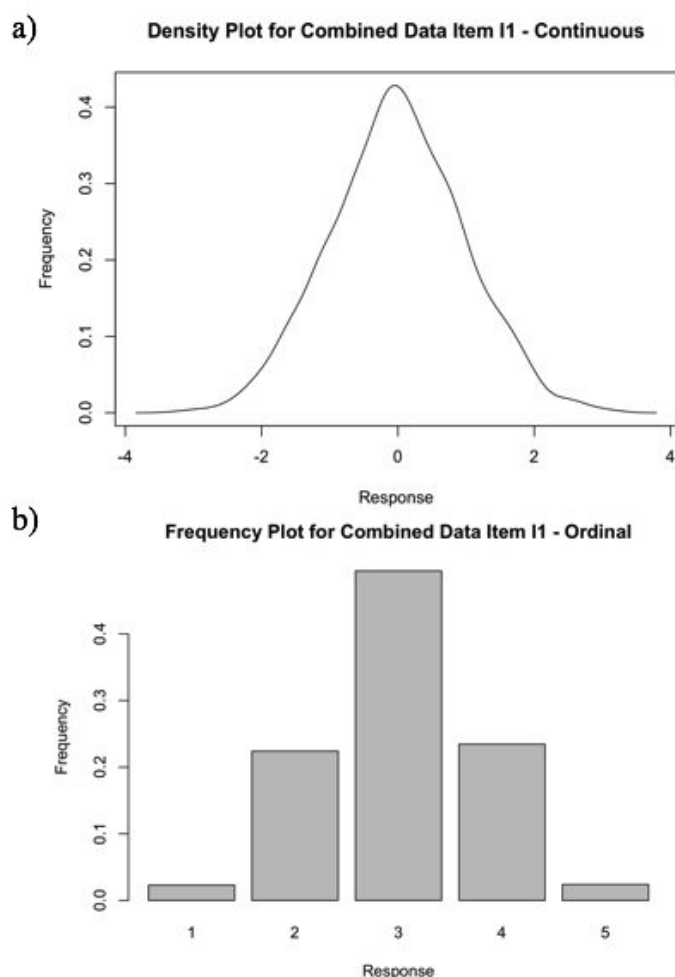 a)
Density Plot for Combined Data Item I1 - Continuous
Frequency
0.4
0.3
0.2
0.1
0.0
-4 -2 0 2 4
Response
b)
Frequency Plot for Combined Data Item I1 - Ordinal
Frequency
0.4
0.3
0.2
0.1
0.0
1 2 3 4 5
Response